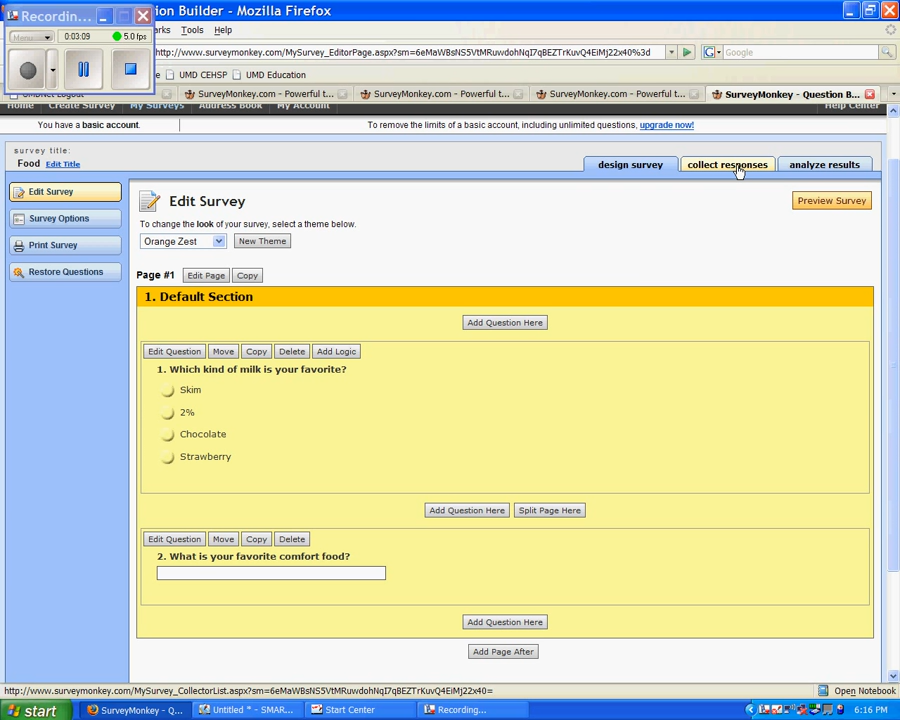 Recording... ion Builder - Mozilla Firefox
Menu
0:03:09 5.0 fps
arks Tools Help
http://www.surveymonkey.com/MySurvey_EditorPage.aspx?sm=6eMaWBsNS5VtMRuwdohNqI7qBEZTrKuvQ4EiMj22x40%3d
Google
e UMD CEHSP UMD Education
UMDNet Logout SurveyMonkey.com - Powerful t... SurveyMonkey.com - Powerful t... SurveyMonkey.com - Powerful t... SurveyMonkey - Question B...
Home Create Survey My Surveys Address Book My Account Help Center
You have a basic account. To remove the limits of a basic account, including unlimited questions, upgrade now!
survey title:
Food Edit Title
design survey collect responses analyze results
Edit Survey
Survey Options
Print Survey
Restore Questions
Edit Survey
Preview Survey
To change the look of your survey, select a theme below.
Orange Zest New Theme
Page #1 Edit Page Copy
1. Default Section
Add Question Here
Edit Question Move Copy Delete Add Logic
1. Which kind of milk is your favorite?
Skim
2%
Chocolate
Strawberry
Add Question Here Split Page Here
Edit Question Move Copy Delete
2. What is your favorite comfort food?
Add Question Here
Add Page After
http://www.surveymonkey.com/MySurvey_CollectorList.aspx?sm=6eMaWBsNS5VtMRuwdohNqI7qBEZTrKuvQ4EiMj22x40=
Open Notebook
start SurveyMonkey - Q... Untitled * - SMAR... Start Center Recording... 6:16 PM